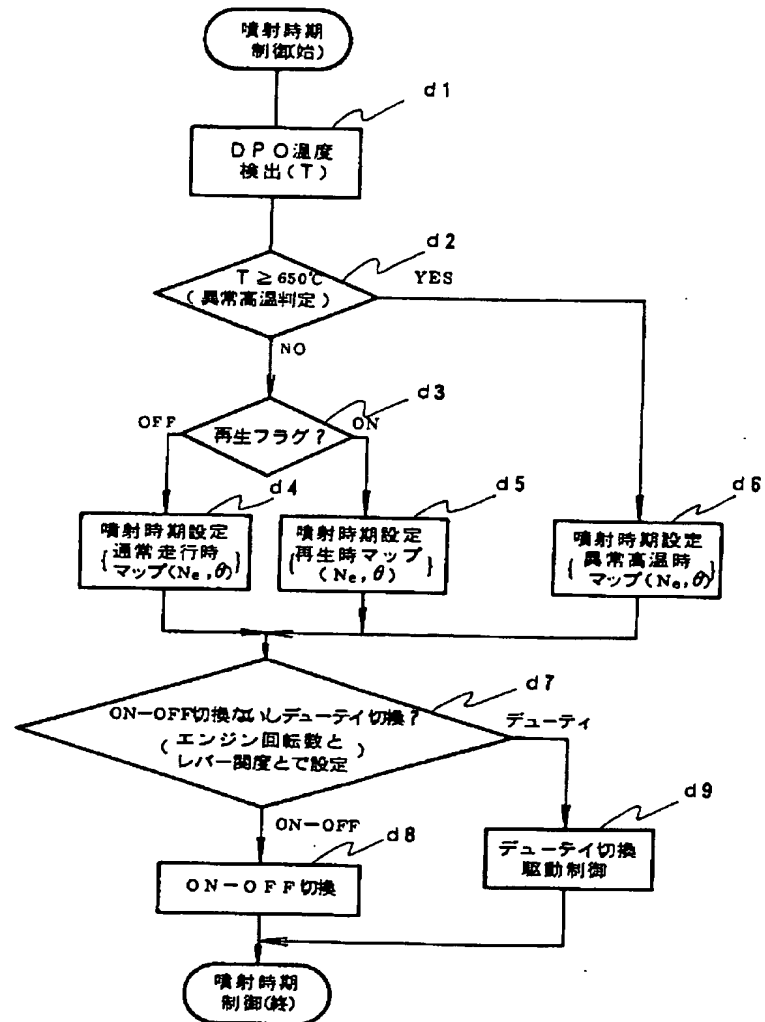 噴射時期
制御(始)
d1
DPO温度
検出(T)
d2
T≧650℃
(異常高温判定)
YES
NO
d3
OFF
再生フラグ?
ON
d4
噴射時期設定
通常走行時
マップ(Ne,θ)
d5
噴射時期設定
再生時マップ
(Ne,θ)
d6
噴射時期設定
異常高温時
マップ(Ne,θ)
d7
ON-OFF切換ないしデューティ切換?
(エンジン回転数と
レバー開度とで設定)
デューティ
ON-OFF
d8
ON-OFF切換
d9
デューティ切換
駆動制御
噴射時期
制御(終)